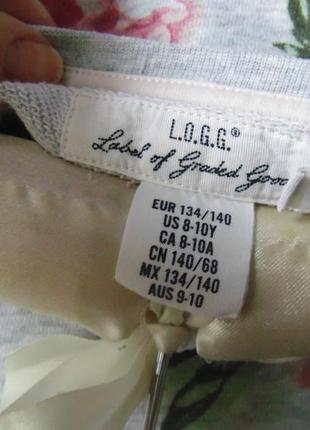 L.O.G.G.®
Label of Graded Goo
EUR 134/140
US 8-10Y
CA 8-10A
CN 140/68
MX 134/140
AUS 9-10